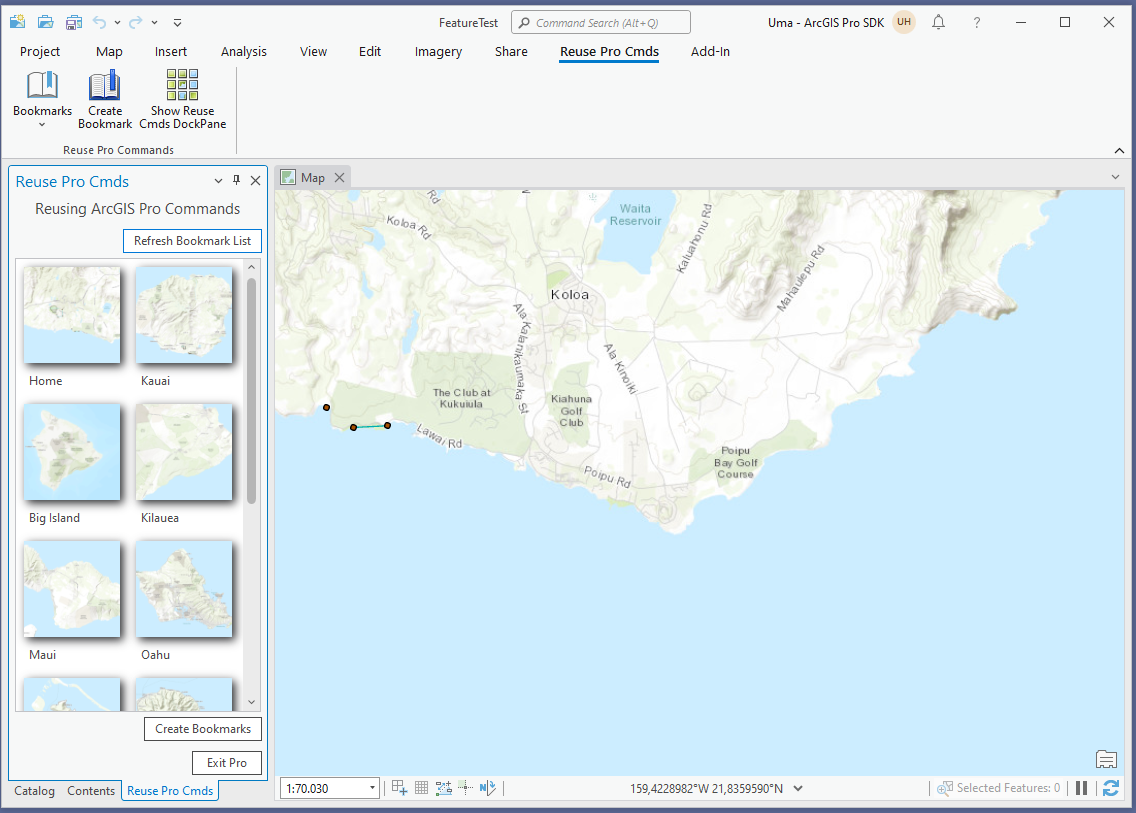 FeatureTest
Command Search (Alt+Q)
Uma - ArcGIS Pro SDK
UH
?
Project Map Insert Analysis View Edit Imagery Share Reuse Pro Cmds Add-In
Bookmarks
Create
Bookmark
Show Reuse
Cmds DockPane
Reuse Pro Commands
Reuse Pro Cmds
Reusing ArcGIS Pro Commands
Refresh Bookmark List
Home
Kauai
Big Island
Kilauea
Maui
Oahu
Create Bookmarks
Exit Pro
Catalog Contents Reuse Pro Cmds
Map
Rd
Koloa Rd
Waita
Reservoir
Kaluahonu Rd
Mahaulepu Rd
Koloa
Ala Kalanikaumaka St
Ala Kinoiki
The Club at
Kukuiula
Kiahuna
Golf
Club
Lawai Rd
Poipu
Bay Golf
Course
Poipu Rd
1:70.030
159,4228982°W 21,8359590°N
Selected Features: 0